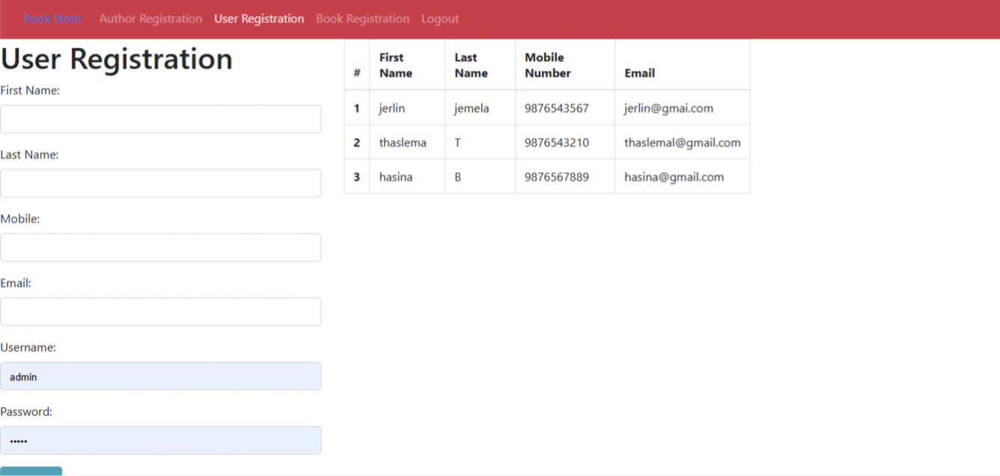 Book Store Author Registration User Registration Book Registration Logout
User Registration
First Name:
Last Name:
Mobile:
Email:
Username:
admin
Password:
•••••
# First Name Last Name Mobile Number Email
1 jerlin jemela 9876543567 jerlin@gmai.com
2 thaslema T 9876543210 thaslemal@gmail.com
3 hasina B 9876567889 hasina@gmail.com